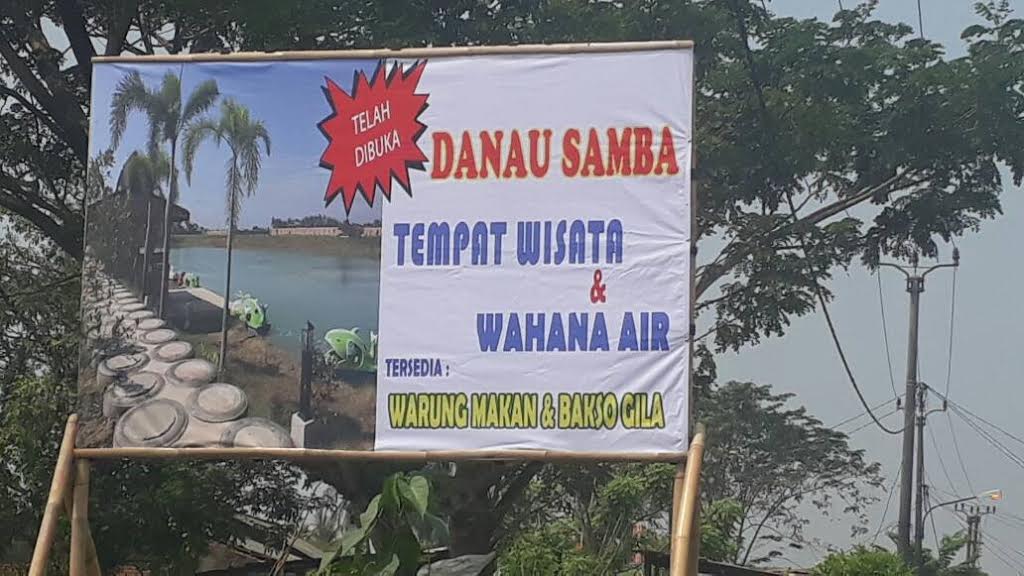 TELAH
DIBUKA
DANAU SAMBA
TEMPAT WISATA
&
WAHANA AIR
TERSEDIA :
WARUNG MAKAN & BAKSO GILA